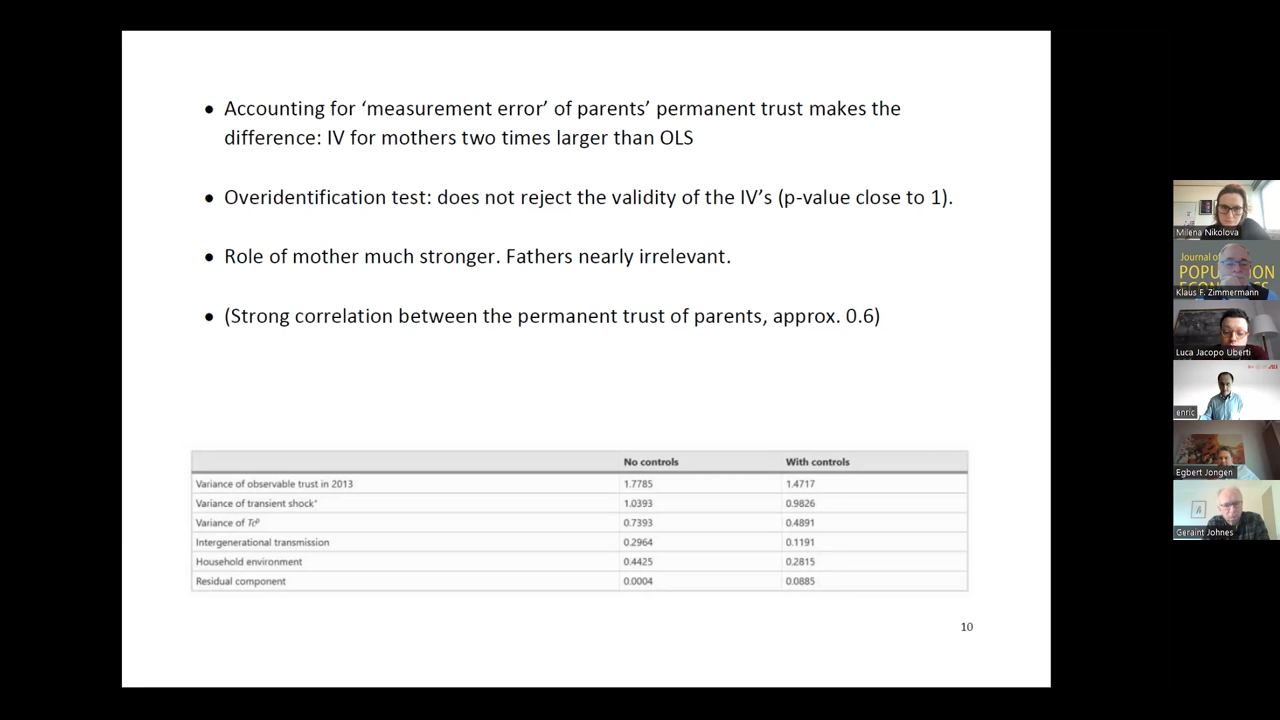 • Accounting for ‘measurement error’ of parents’ permanent trust makes the
difference: IV for mothers two times larger than OLS
• Overidentification test: does not reject the validity of the IV’s (p-value close to 1).
• Role of mother much stronger. Fathers nearly irrelevant.
• (Strong correlation between the permanent trust of parents, approx. 0.6)
No controls With controls
Variance of observable trust in 2013 1.7785 1.4717
Variance of transient shock* 1.0393 0.9826
Variance of Tcᵖ 0.7393 0.4891
Intergenerational transmission 0.2964 0.1191
Household environment 0.4425 0.2815
Residual component 0.0004 0.0885
10
Milena Nikolova
Journal of
Klaus F. Zimmermann
Luca Jacopo Uberti
enric
Egbert Jongen
Geraint Johnes